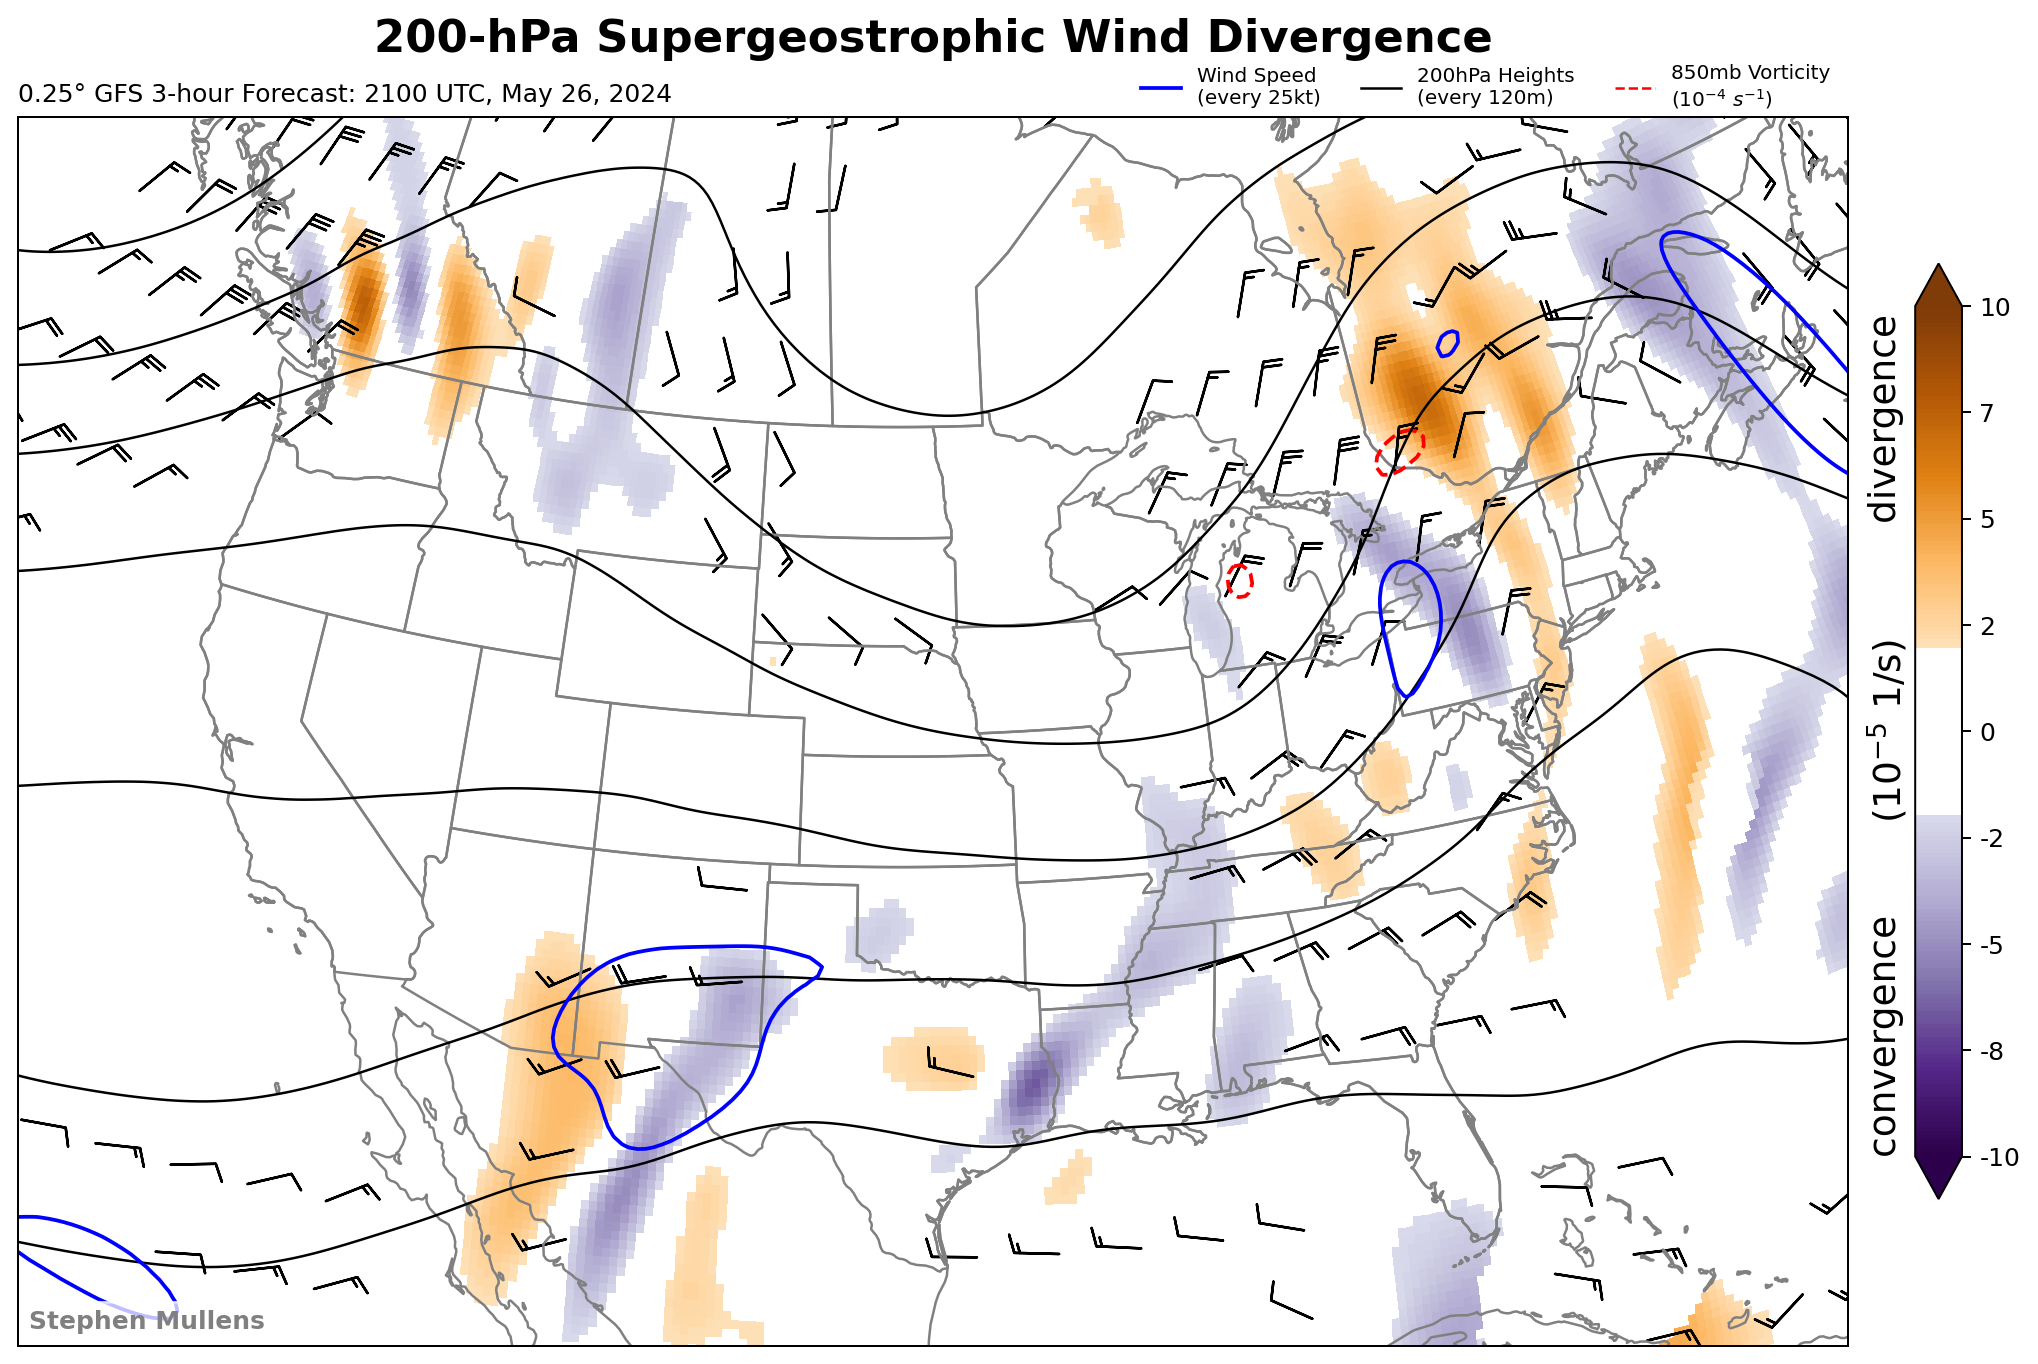 200-hPa Supergeostrophic Wind Divergence
0.25° GFS 3-hour Forecast: 2100 UTC, May 26, 2024
Wind Speed
(every 25kt)
200hPa Heights
(every 120m)
850mb Vorticity
(10⁻⁴ s⁻¹)
10
7
5
2
0
-2
-5
-8
-10
convergence (10⁻⁵ 1/s) divergence
Stephen Mullens